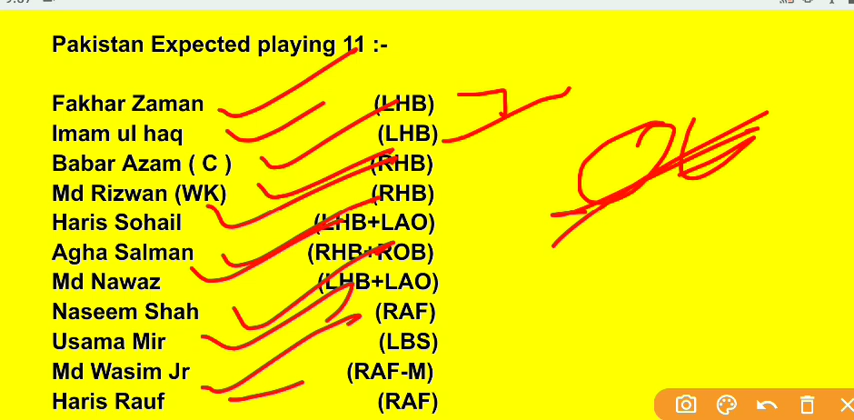 Pakistan Expected playing 11 :-
Fakhar Zaman (LHB)
Imam ul haq (LHB)
Babar Azam ( C ) (RHB)
Md Rizwan (WK) (RHB)
Haris Sohail (LHB+LAO)
Agha Salman (RHB+ROB)
Md Nawaz (LHB+LAO)
Naseem Shah (RAF)
Usama Mir (LBS)
Md Wasim Jr (RAF-M)
Haris Rauf (RAF)